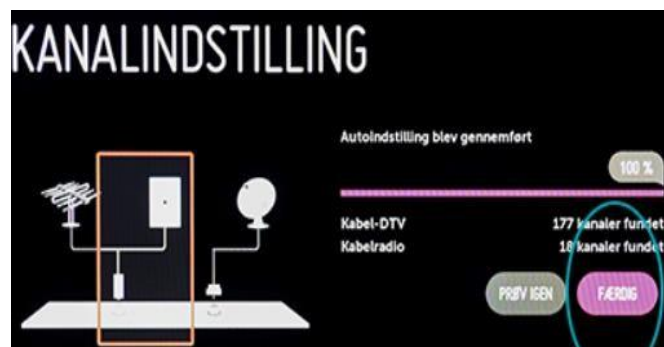 KANALINDSTILLING
Autoindstilling blev gennemført
100 %
Kabel-DTV 177 kanaler fundet
Kabelradio 18 kanaler fundet
PRØV IGEN FÆRDIG